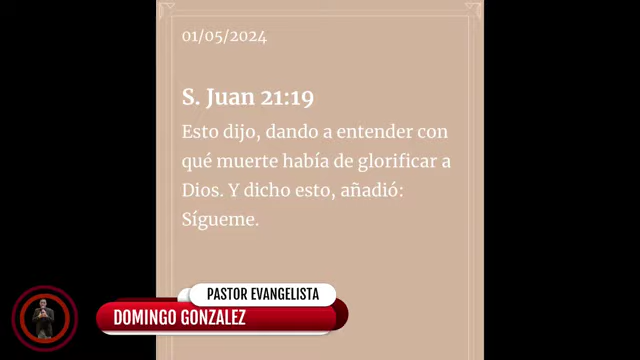 01/05/2024
S. Juan 21:19
Esto dijo, dando a entender con
qué muerte había de glorificar a
Dios. Y dicho esto, añadió:
Sígueme.
PASTOR EVANGELISTA
DOMINGO GONZALEZ